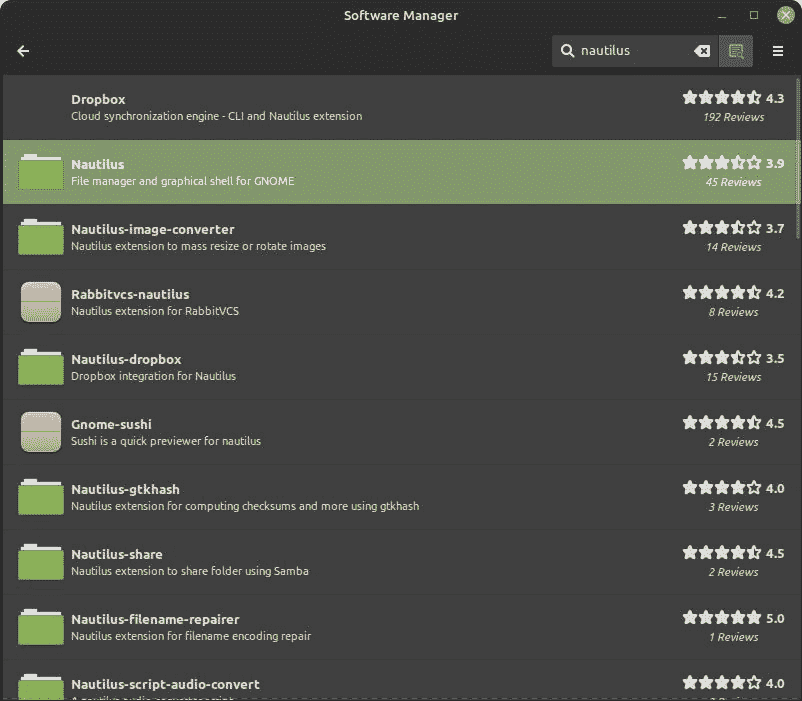 Software Manager
nautilus
Dropbox
4.3
Cloud synchronization engine - CLI and Nautilus extension
192 Reviews
Nautilus
3.9
File manager and graphical shell for GNOME
45 Reviews
Nautilus-image-converter
3.7
Nautilus extension to mass resize or rotate images
14 Reviews
Rabbitvcs-nautilus
4.2
Nautilus extension for RabbitVCS
8 Reviews
Nautilus-dropbox
3.5
Dropbox integration for Nautilus
15 Reviews
Gnome-sushi
4.5
Sushi is a quick previewer for nautilus
2 Reviews
Nautilus-gtkhash
4.0
Nautilus extension for computing checksums and more using gtkhash
3 Reviews
Nautilus-share
4.5
Nautilus extension to share folder using Samba
2 Reviews
Nautilus-filename-repairer
5.0
Nautilus extension for filename encoding repair
1 Reviews
Nautilus-script-audio-convert
4.0